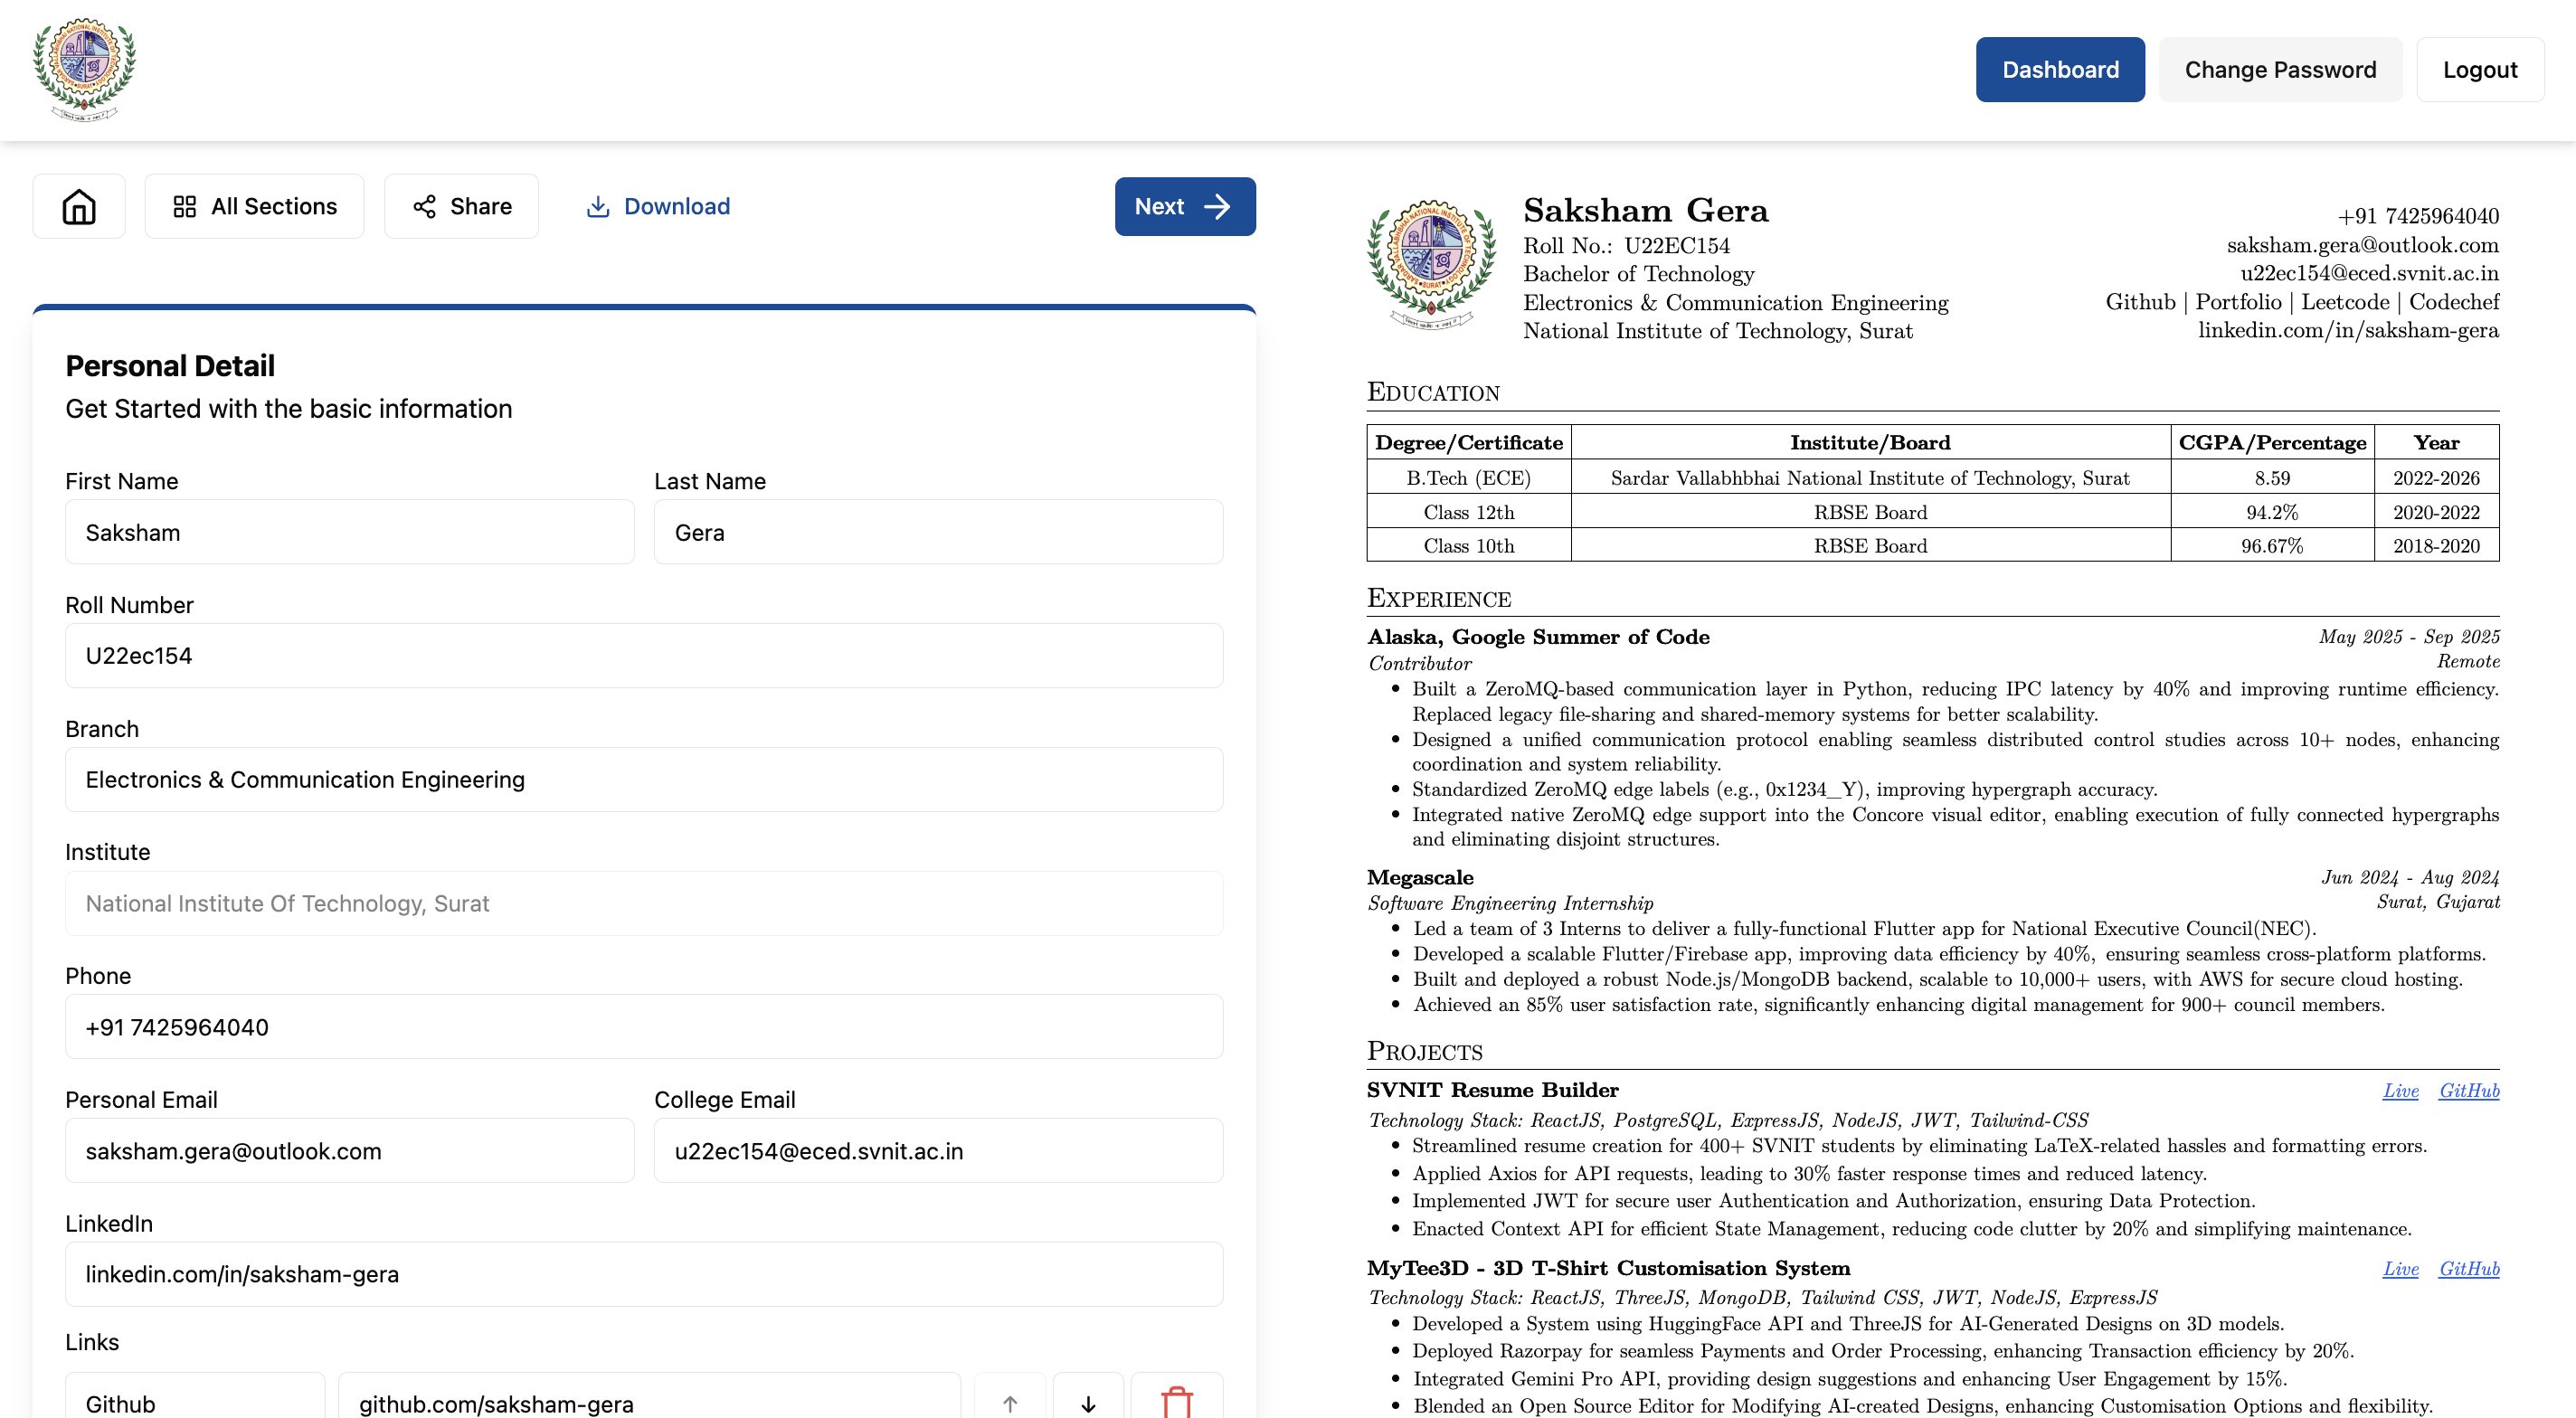 Dashboard
Change Password
Logout
All Sections
Share
Download
Next
Personal Detail
Get Started with the basic information
First Name
Last Name
Saksham
Gera
Roll Number
U22ec154
Branch
Electronics & Communication Engineering
Institute
National Institute Of Technology, Surat
Phone
+91 7425964040
Personal Email
College Email
saksham.gera@outlook.com
u22ec154@eced.svnit.ac.in
LinkedIn
linkedin.com/in/saksham-gera
Links
Github
github.com/saksham-gera
Saksham Gera
Roll No.: U22EC154
Bachelor of Technology
Electronics & Communication Engineering
National Institute of Technology, Surat
+91 7425964040
saksham.gera@outlook.com
u22ec154@eced.svnit.ac.in
Github | Portfolio | Leetcode | Codechef
linkedin.com/in/saksham-gera
EDUCATION
Degree/Certificate Institute/Board CGPA/Percentage Year
B.Tech (ECE) Sardar Vallabhbhai National Institute of Technology, Surat 8.59 2022-2026
Class 12th RBSE Board 94.2% 2020-2022
Class 10th RBSE Board 96.67% 2018-2020
EXPERIENCE
Alaska, Google Summer of Code May 2025 - Sep 2025
Contributor Remote
• Built a ZeroMQ-based communication layer in Python, reducing IPC latency by 40% and improving runtime efficiency.
Replaced legacy file-sharing and shared-memory systems for better scalability.
• Designed a unified communication protocol enabling seamless distributed control studies across 10+ nodes, enhancing
coordination and system reliability.
• Standardized ZeroMQ edge labels (e.g., 0x1234_Y), improving hypergraph accuracy.
• Integrated native ZeroMQ edge support into the Concore visual editor, enabling execution of fully connected hypergraphs
and eliminating disjoint structures.
Megascale Jun 2024 - Aug 2024
Software Engineering Internship Surat, Gujarat
• Led a team of 3 Interns to deliver a fully-functional Flutter app for National Executive Council(NEC).
• Developed a scalable Flutter/Firebase app, improving data efficiency by 40%, ensuring seamless cross-platform platforms.
• Built and deployed a robust Node.js/MongoDB backend, scalable to 10,000+ users, with AWS for secure cloud hosting.
• Achieved an 85% user satisfaction rate, significantly enhancing digital management for 900+ council members.
PROJECTS
SVNIT Resume Builder Live GitHub
Technology Stack: ReactJS, PostgreSQL, ExpressJS, NodeJS, JWT, Tailwind-CSS
• Streamlined resume creation for 400+ SVNIT students by eliminating LaTeX-related hassles and formatting errors.
• Applied Axios for API requests, leading to 30% faster response times and reduced latency.
• Implemented JWT for secure user Authentication and Authorization, ensuring Data Protection.
• Enacted Context API for efficient State Management, reducing code clutter by 20% and simplifying maintenance.
MyTee3D - 3D T-Shirt Customisation System Live GitHub
Technology Stack: ReactJS, ThreeJS, MongoDB, Tailwind CSS, JWT, NodeJS, ExpressJS
• Developed a System using HuggingFace API and ThreeJS for AI-Generated Designs on 3D models.
• Deployed Razorpay for seamless Payments and Order Processing, enhancing Transaction efficiency by 20%.
• Integrated Gemini Pro API, providing design suggestions and enhancing User Engagement by 15%.
• Blended an Open Source Editor for Modifying AI-created Designs, enhancing Customisation Options and flexibility.